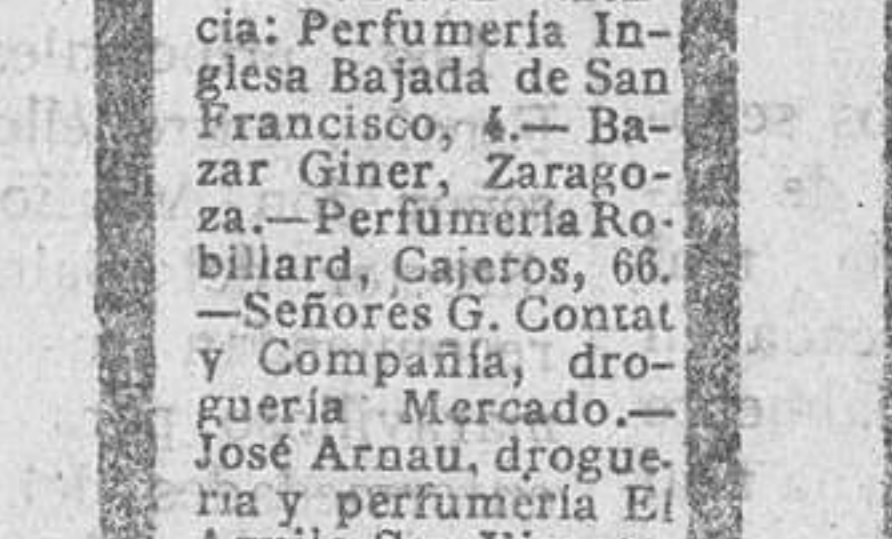 cia: Perfumería In-
glesa Bajada de San
Francisco, 4.— Ba-
zar Giner, Zarago-
za.—Perfumería Ro-
billard, Cajeros, 66.
—Señores G. Contat
y Compañía, dro-
guería Mercado.—
José Arnau, drogue-
ría y perfumería El